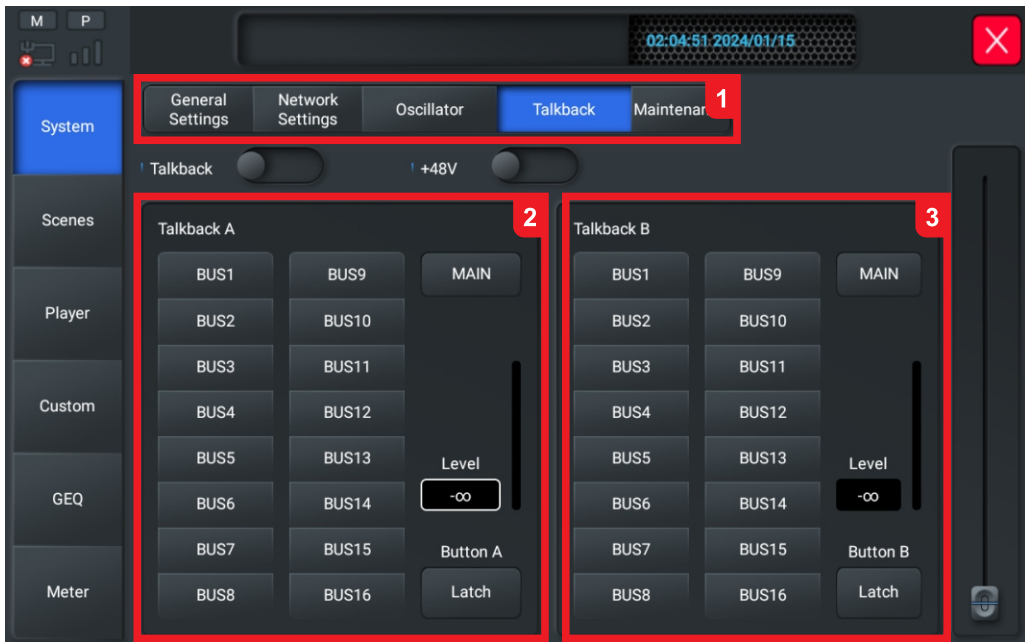 M P
02:04:51 2024/01/15
General Settings
Network Settings
Oscillator
Talkback
Maintenan
1
System
Scenes
Player
Custom
GEQ
Meter
Talkback
+48V
2
Talkback A
BUS1 BUS9 MAIN
BUS2 BUS10
BUS3 BUS11
BUS4 BUS12
BUS5 BUS13 Level
BUS6 BUS14 -∞
BUS7 BUS15 Button A
BUS8 BUS16 Latch
3
Talkback B
BUS1 BUS9 MAIN
BUS2 BUS10
BUS3 BUS11
BUS4 BUS12
BUS5 BUS13 Level
BUS6 BUS14 -∞
BUS7 BUS15 Button B
BUS8 BUS16 Latch